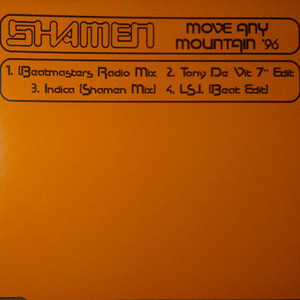 SHAMEN
MOVE ANY
MOUNTAIN '96
1. (Beatmasters Radio Mix 2. Tony De Vit 7" Edit
3. Indica (Shamen Mix) 4. L.S.I. (Beat Edit)